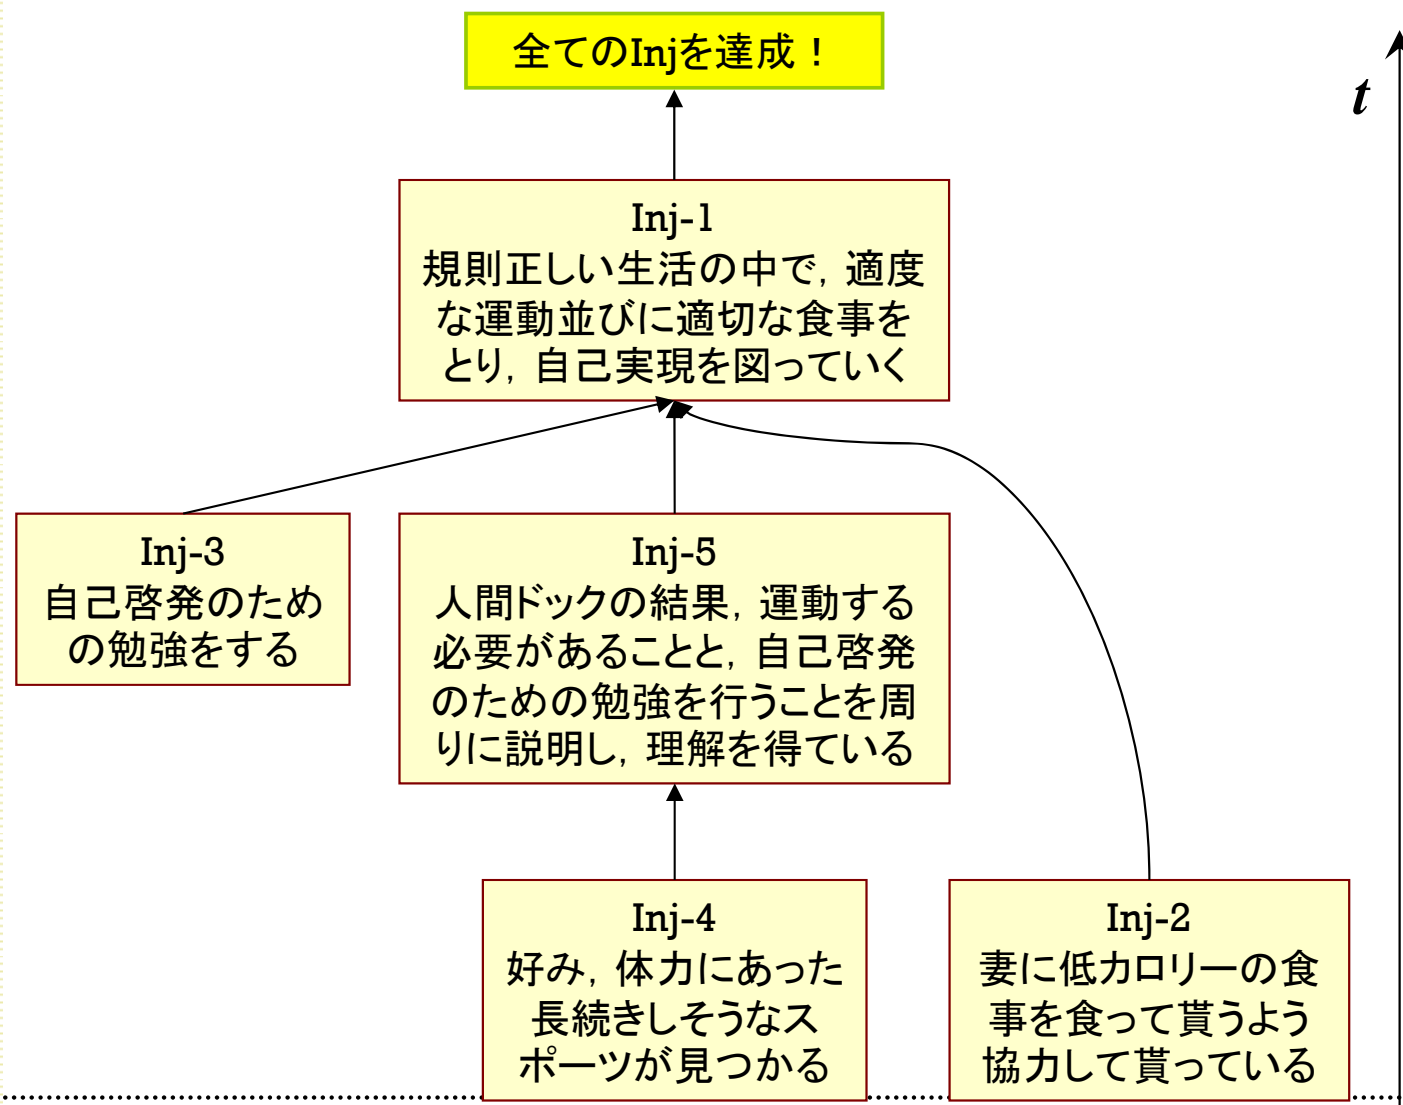 全てのInjを達成！
t
Inj-1
規則正しい生活の中で，適度
な運動並びに適切な食事を
とり，自己実現を図っていく
Inj-3
自己啓発のため
の勉強をする
Inj-5
人間ドックの結果，運動する
必要があることと，自己啓発
のための勉強を行うことを周
りに説明し，理解を得ている
Inj-4
好み，体力にあった
長続きしそうなス
ポーツが見つかる
Inj-2
妻に低カロリーの食
事を食って貰うよう
協力して貰っている